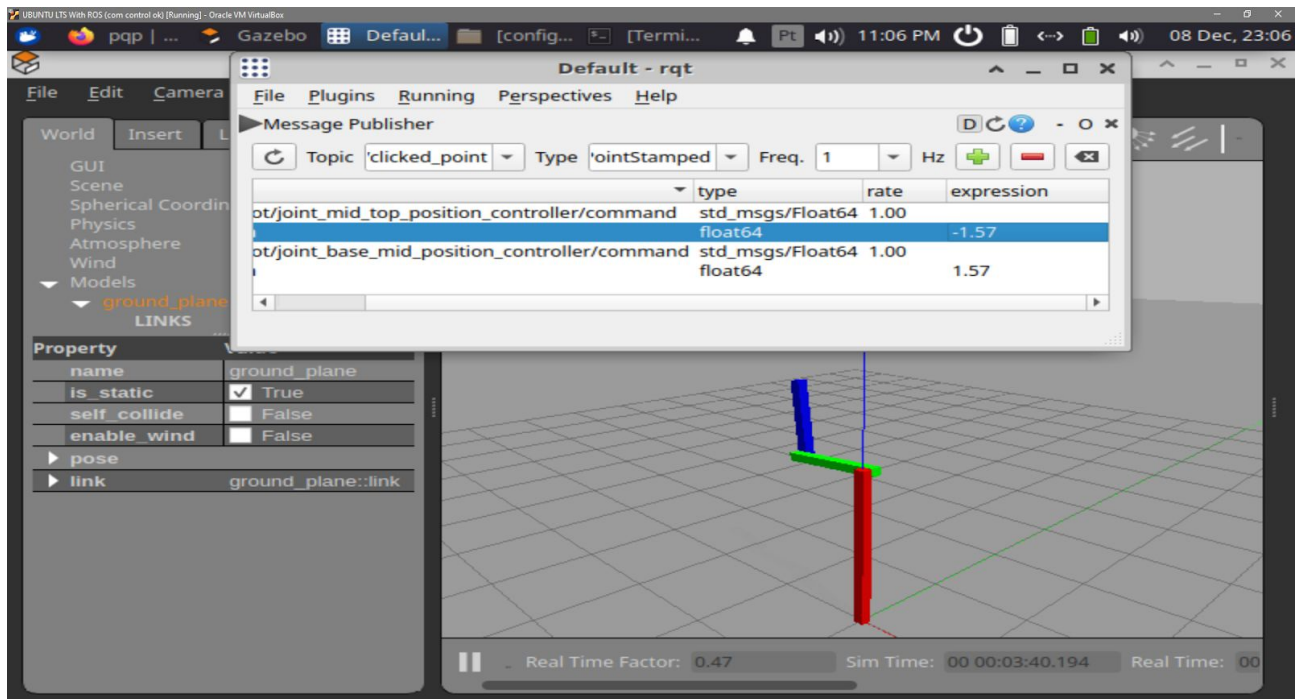 UBUNTU LTS With ROS (com control ok) [Running] - Oracle VM VirtualBox
pqp | ... Gazebo Defaul... [config... [Termi... Pt 11:06 PM 08 Dec, 23:06
Default - rqt
File Edit Camera
File Plugins Running Perspectives Help
Message Publisher
D - O
World Insert L
Topic 'clicked_point Type 'ointStamped Freq. 1 Hz
GUI
Scene
Spherical Coordin
Physics
Atmosphere
Wind
Models
ground_plane
LINKS
type rate expression
ot/joint_mid_top_position_controller/command std_msgs/Float64 1.00
float64 -1.57
ot/joint_base_mid_position_controller/command std_msgs/Float64 1.00
float64 1.57
Property
name ground_plane
is_static True
self_collide False
enable_wind False
pose
link ground_plane::link
Real Time Factor: 0.47 Sim Time: 00 00:03:40.194 Real Time: 00